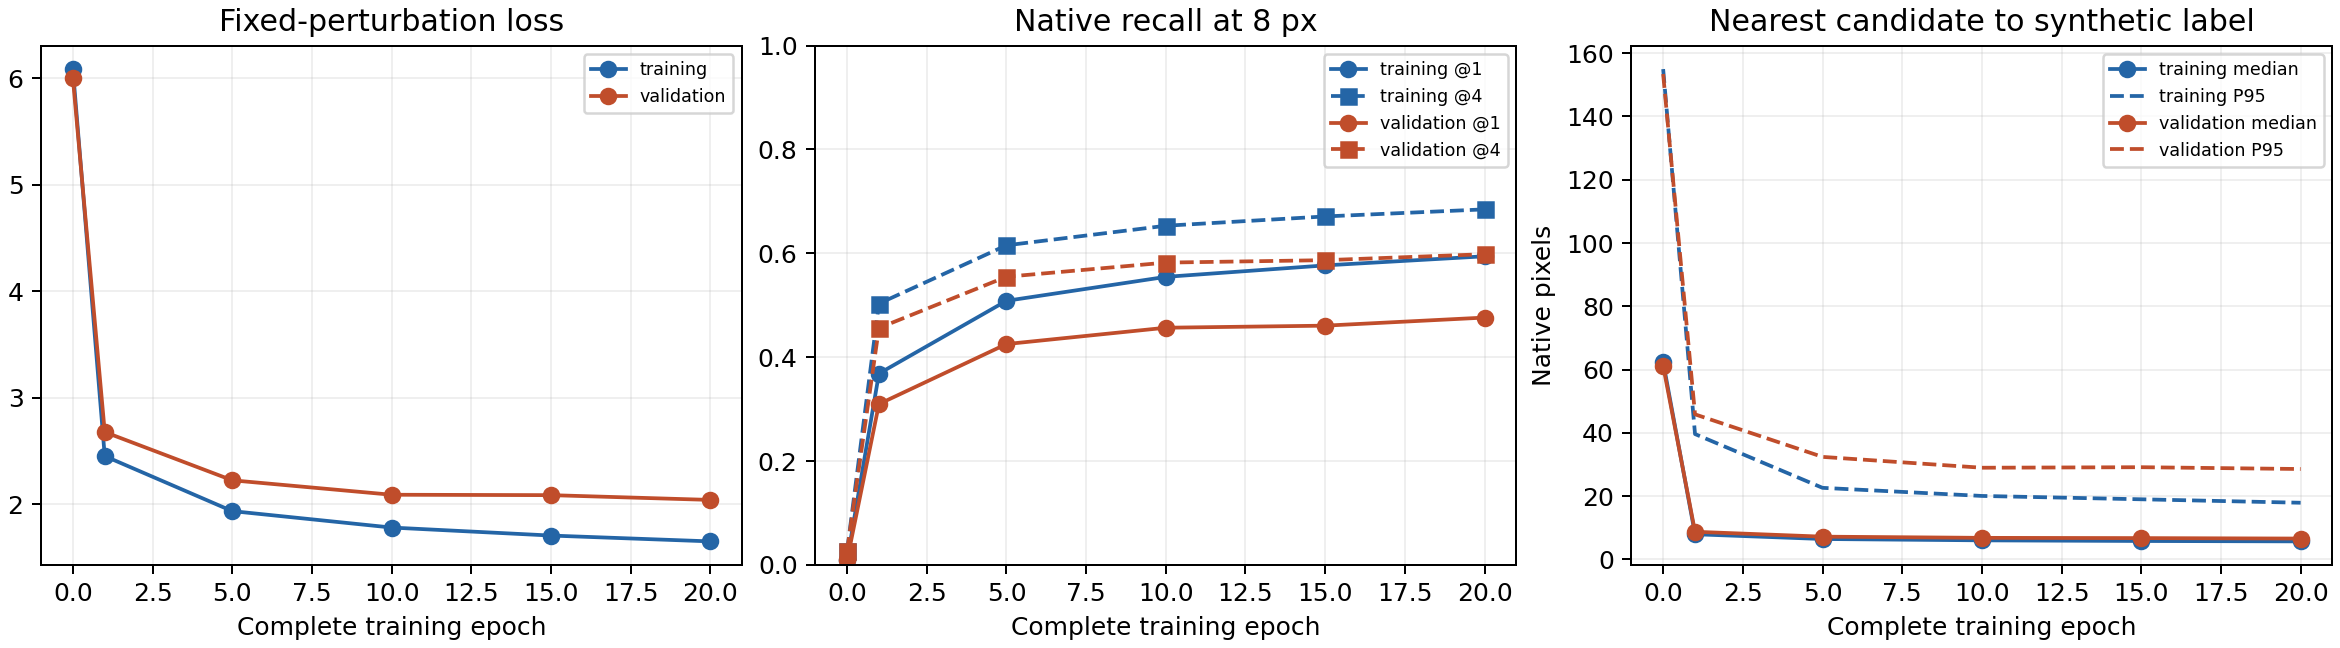 Fixed-perturbation loss
training
validation
6
5
4
3
2
0.0 2.5 5.0 7.5 10.0 12.5 15.0 17.5 20.0
Complete training epoch
Native recall at 8 px
training @1
training @4
validation @1
validation @4
1.0
0.8
0.6
0.4
0.2
0.0
0.0 2.5 5.0 7.5 10.0 12.5 15.0 17.5 20.0
Complete training epoch
Nearest candidate to synthetic label
training median
training P95
validation median
validation P95
Native pixels
160
140
120
100
80
60
40
20
0
0.0 2.5 5.0 7.5 10.0 12.5 15.0 17.5 20.0
Complete training epoch